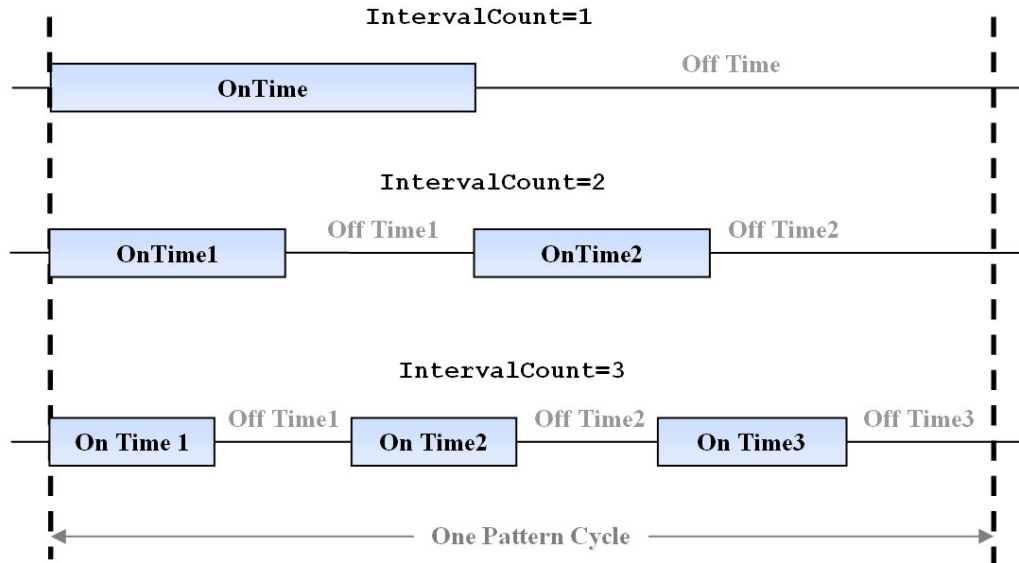 IntervalCount=1
OnTime
Off Time
IntervalCount=2
OnTime1
Off Time1
OnTime2
Off Time2
IntervalCount=3
On Time 1
Off Time1
On Time2
Off Time2
On Time3
Off Time3
One Pattern Cycle